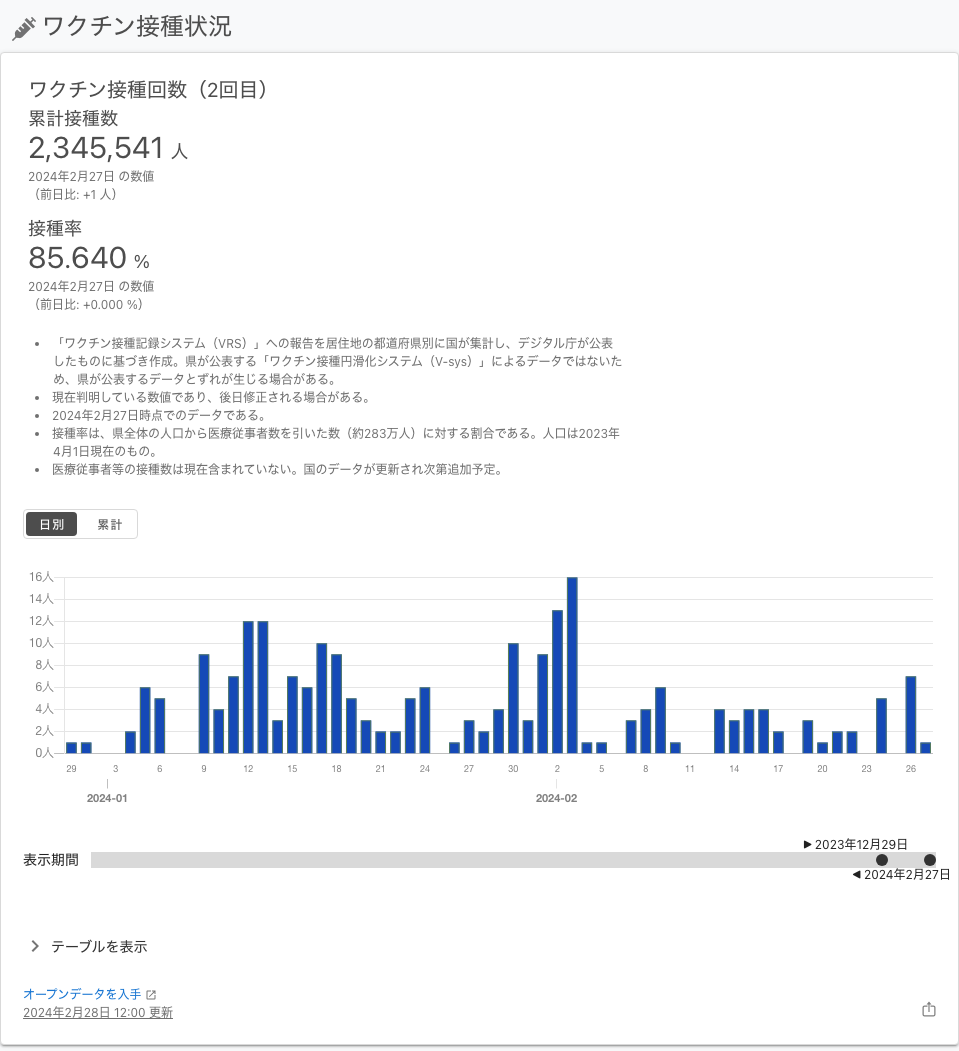 ワクチン接種状況
ワクチン接種回数（2回目）
累計接種数
2,345,541 人
2024年2月27日 の数値
（前日比: +1 人）
接種率
85.640 %
2024年2月27日 の数値
（前日比: +0.000 %）
「ワクチン接種記録システム（VRS）」への報告を居住地の都道府県別に国が集計し、デジタル庁が公表
したものに基づき作成。県が公表する「ワクチン接種円滑化システム（V-sys）」によるデータではないた
め、県が公表するデータとずれが生じる場合がある。
現在判明している数値であり、後日修正される場合がある。
2024年2月27日時点でのデータである。
接種率は、県全体の人口から医療従事者数を引いた数（約283万人）に対する割合である。人口は2023年
4月1日現在のもの。
医療従事者等の接種数は現在含まれていない。国のデータが更新され次第追加予定。
日別 累計
16人
14人
12人
10人
8人
6人
4人
2人
0人
29 3 6 9 12 15 18 21 24 27 30 2 5 8 11 14 17 20 23 26
2024-01 2024-02
▶ 2023年12月29日
表示期間
◀ 2024年2月27日
テーブルを表示
オープンデータを入手
2024年2月28日 12:00 更新